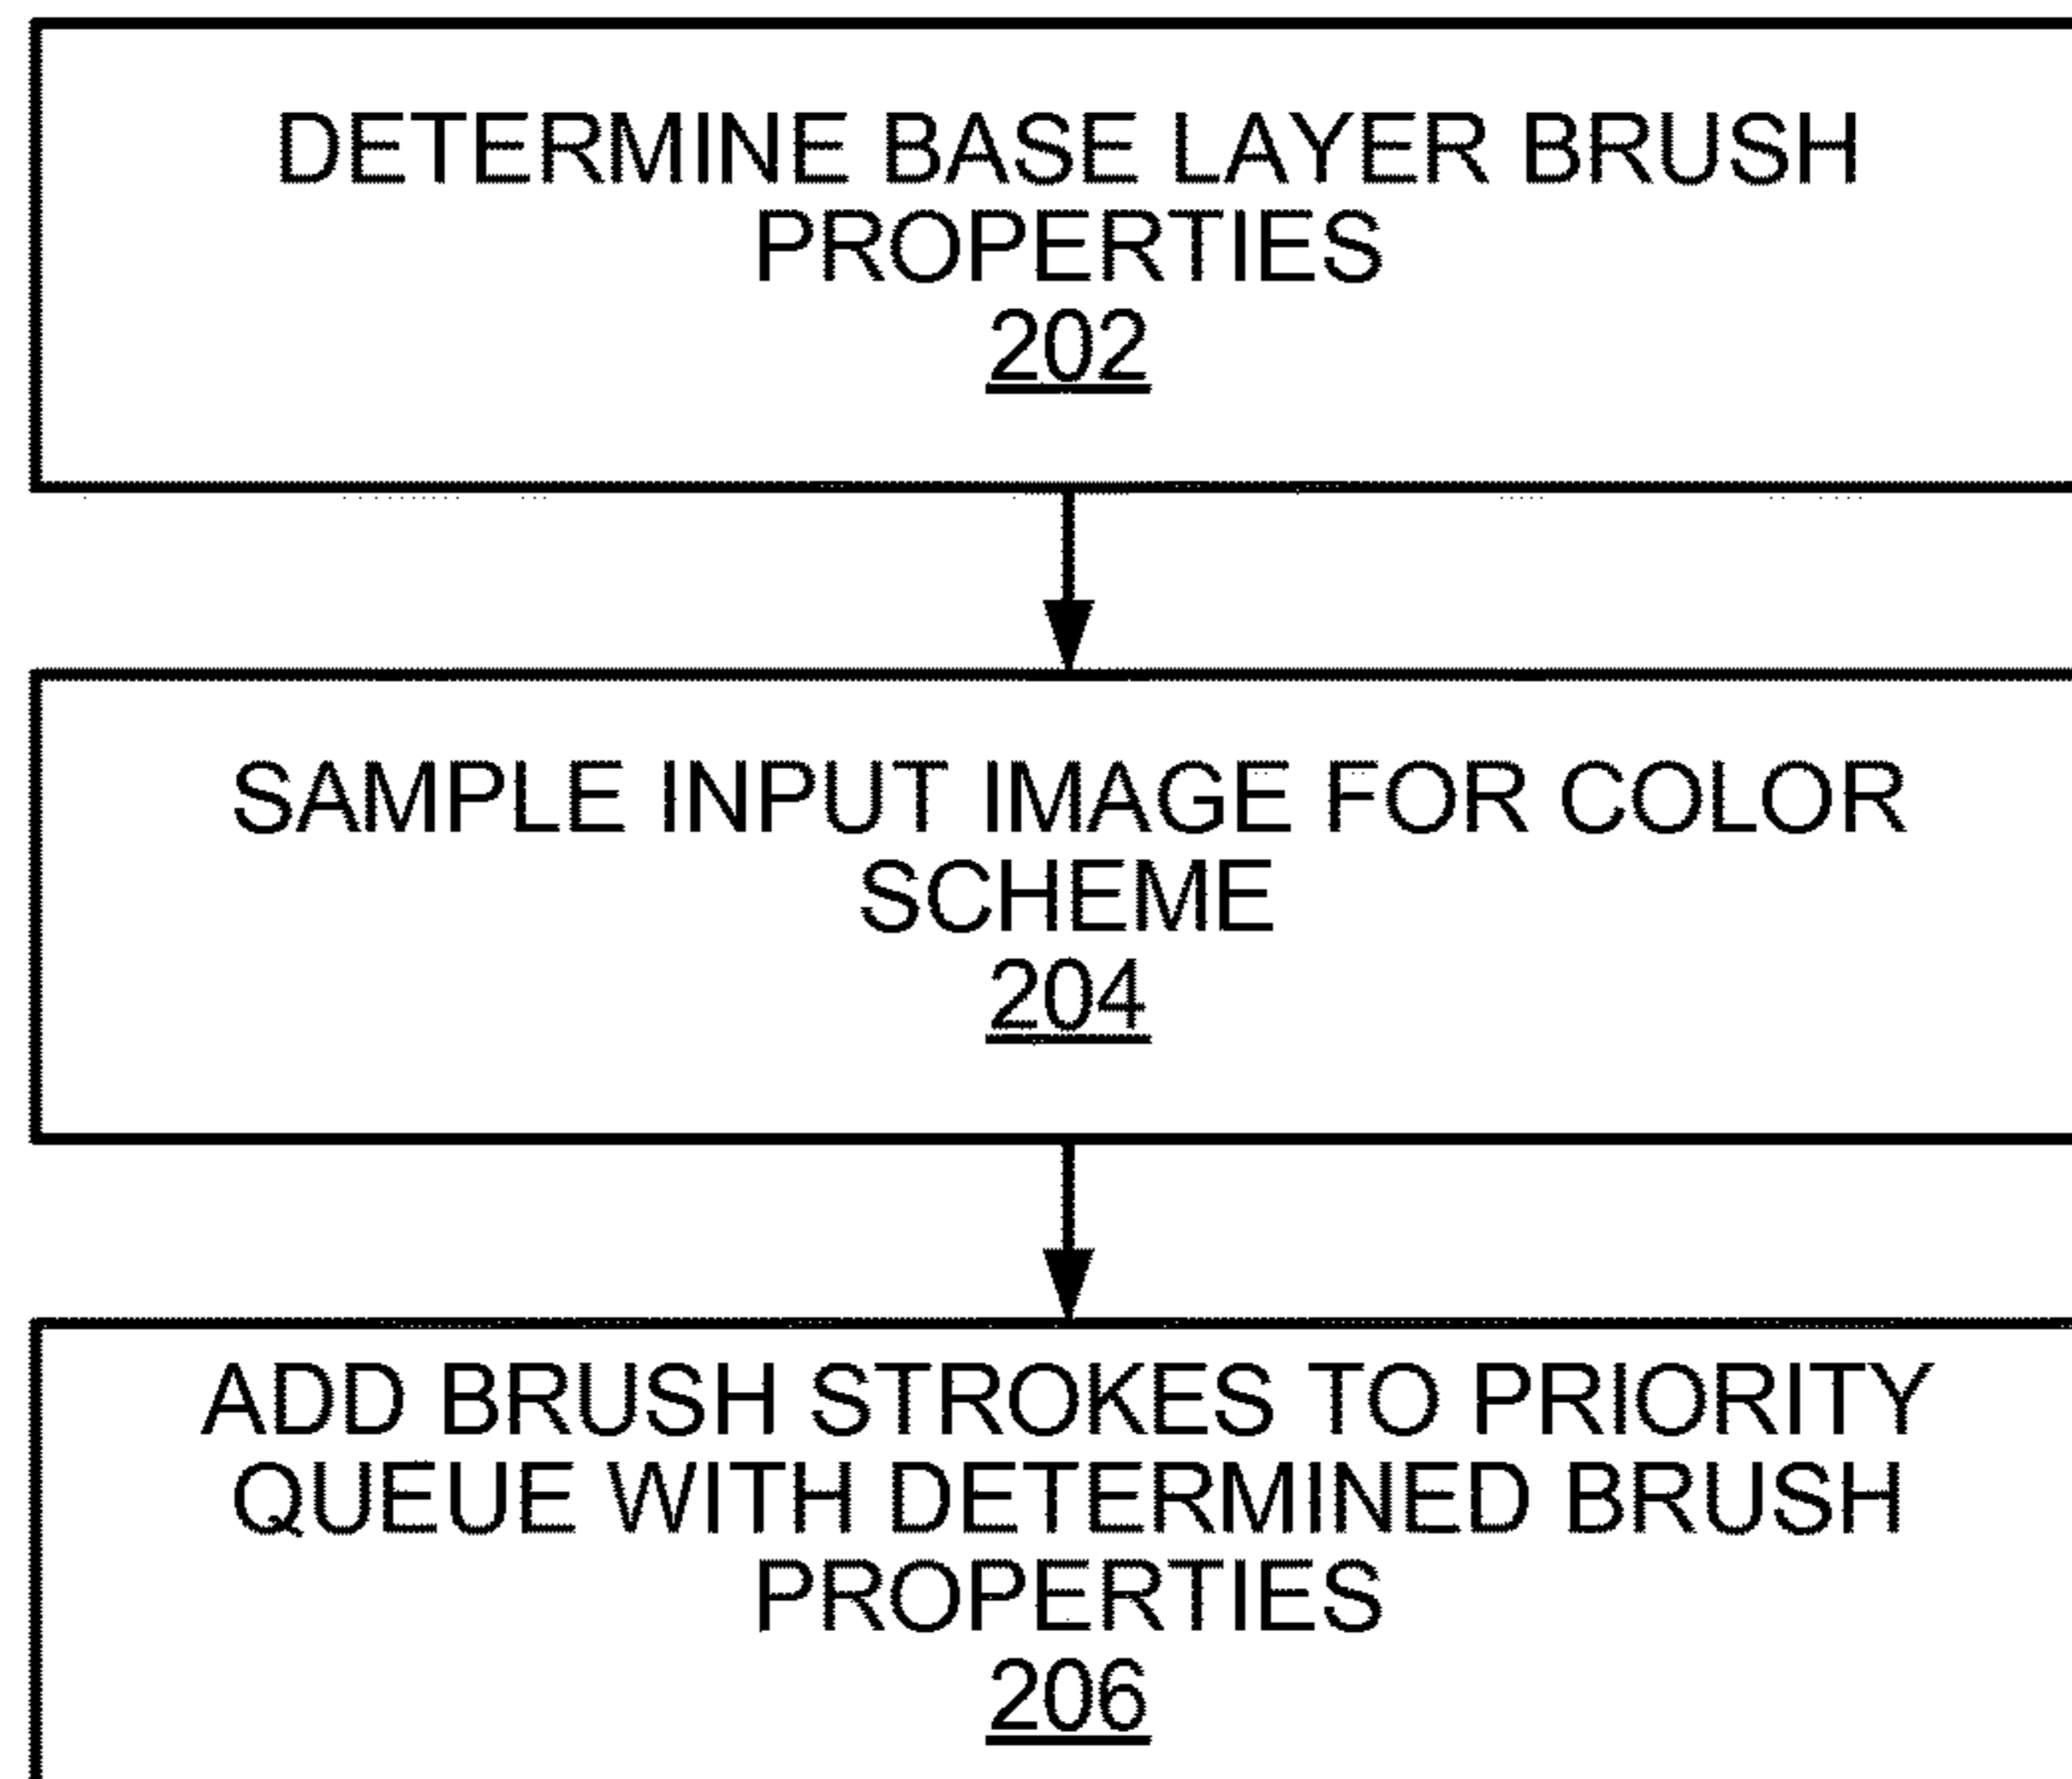 DETERMINE BASE LAYER BRUSH
PROPERTIES
202
SAMPLE INPUT IMAGE FOR COLOR
SCHEME
204
ADD BRUSH STROKES TO PRIORITY
QUEUE WITH DETERMINED BRUSH
PROPERTIES
206